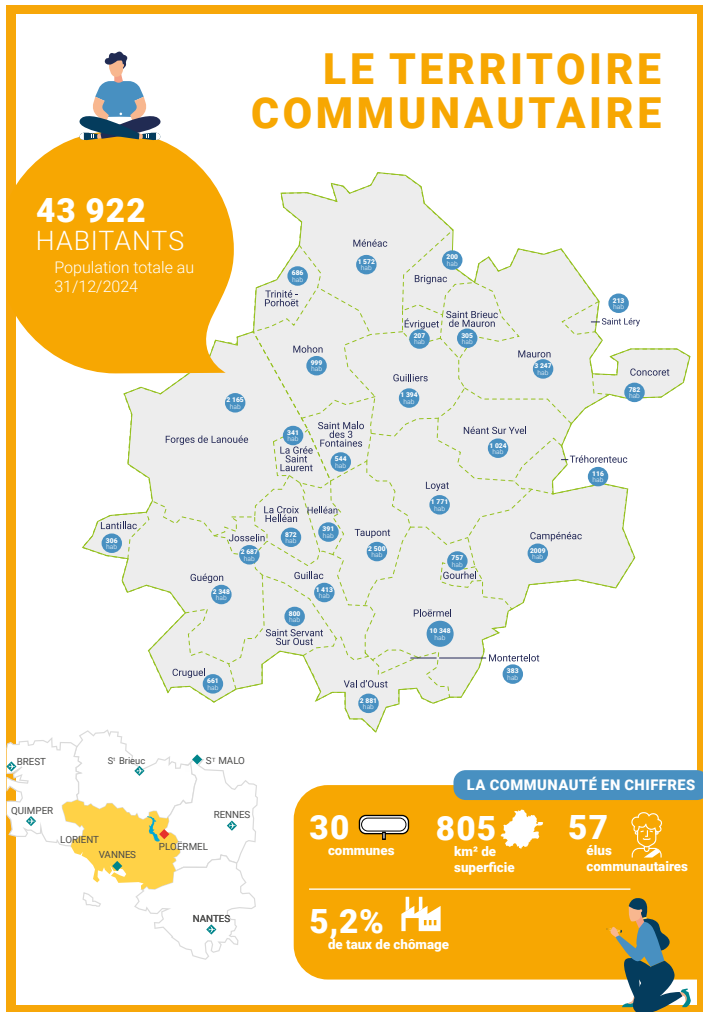 LE TERRITOIRE
COMMUNAUTAIRE
43 922
HABITANTS
Population totale au
31/12/2024
Ménéac
1 572
hab
200
hab
Brignac
686
hab
Trinité -
Porhoët
Évriguet
207
hab
Saint Brieuc
de Mauron
305
hab
213
hab
Saint Léry
Mohon
999
hab
Mauron
3 247
hab
Concoret
782
hab
Guilliers
1 394
hab
2 165
hab
Forges de Lanouée
341
hab
La Grée
Saint
Laurent
Saint Malo
des 3
Fontaines
544
hab
Néant Sur Yvel
1 024
hab
Tréhorenteuc
116
hab
Loyat
1 771
hab
Lantillac
306
hab
La Croix
Helléan
872
hab
Helléan
391
hab
Josselin
2 687
hab
Taupont
2 500
hab
Campénéac
2009
hab
757
hab
Gourhel
Guégon
2 348
hab
Guillac
1 413
hab
800
hab
Saint Servant
Sur Oust
Ploërmel
10 348
hab
Montertelot
383
hab
Cruguel
661
hab
Val d'Oust
2 881
hab
BREST
St Brieuc
St MALO
QUIMPER
RENNES
LORIENT
PLOËRMEL
VANNES
NANTES
LA COMMUNAUTÉ EN CHIFFRES
30
communes
805
km² de
superficie
57
élus
communautaires
5,2%
de taux de chômage